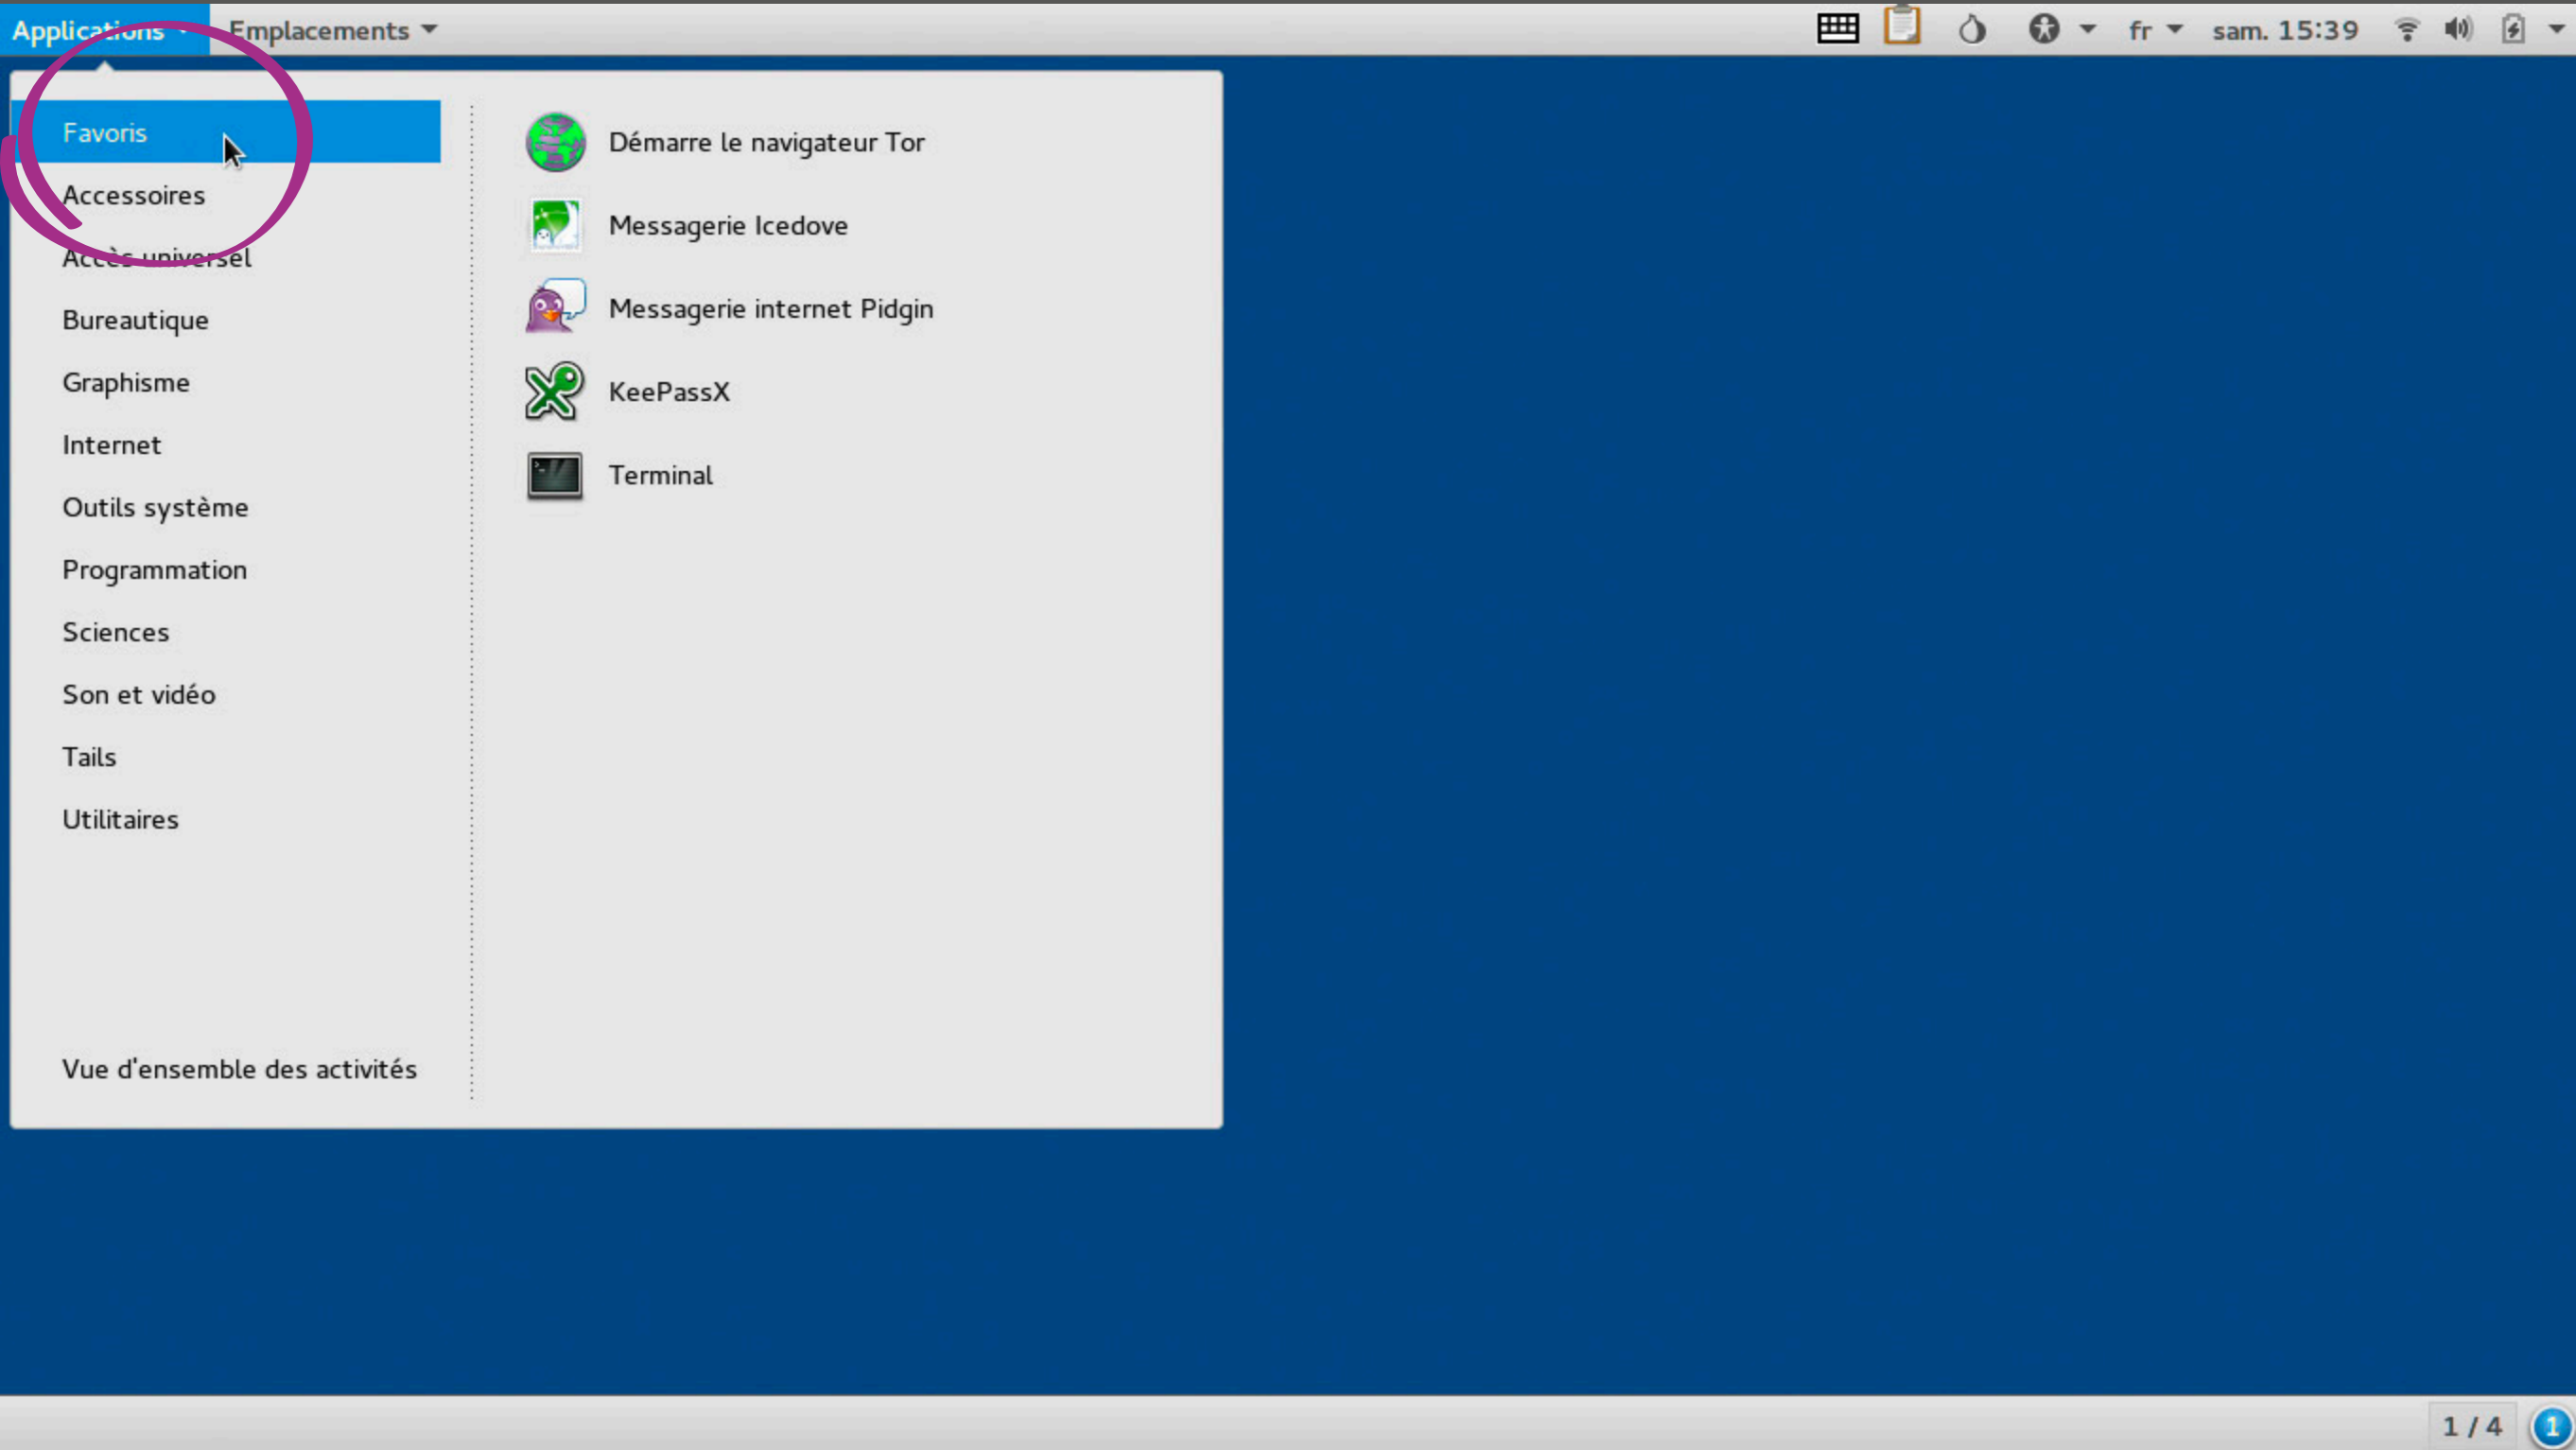 Applications Emplacements fr sam. 15:39
Favoris
Accessoires
Accès universel
Bureautique
Graphisme
Internet
Outils système
Programmation
Sciences
Son et vidéo
Tails
Utilitaires
Vue d'ensemble des activités
Démarre le navigateur Tor
Messagerie Icedove
Messagerie internet Pidgin
KeePassX
Terminal
1 / 4 1